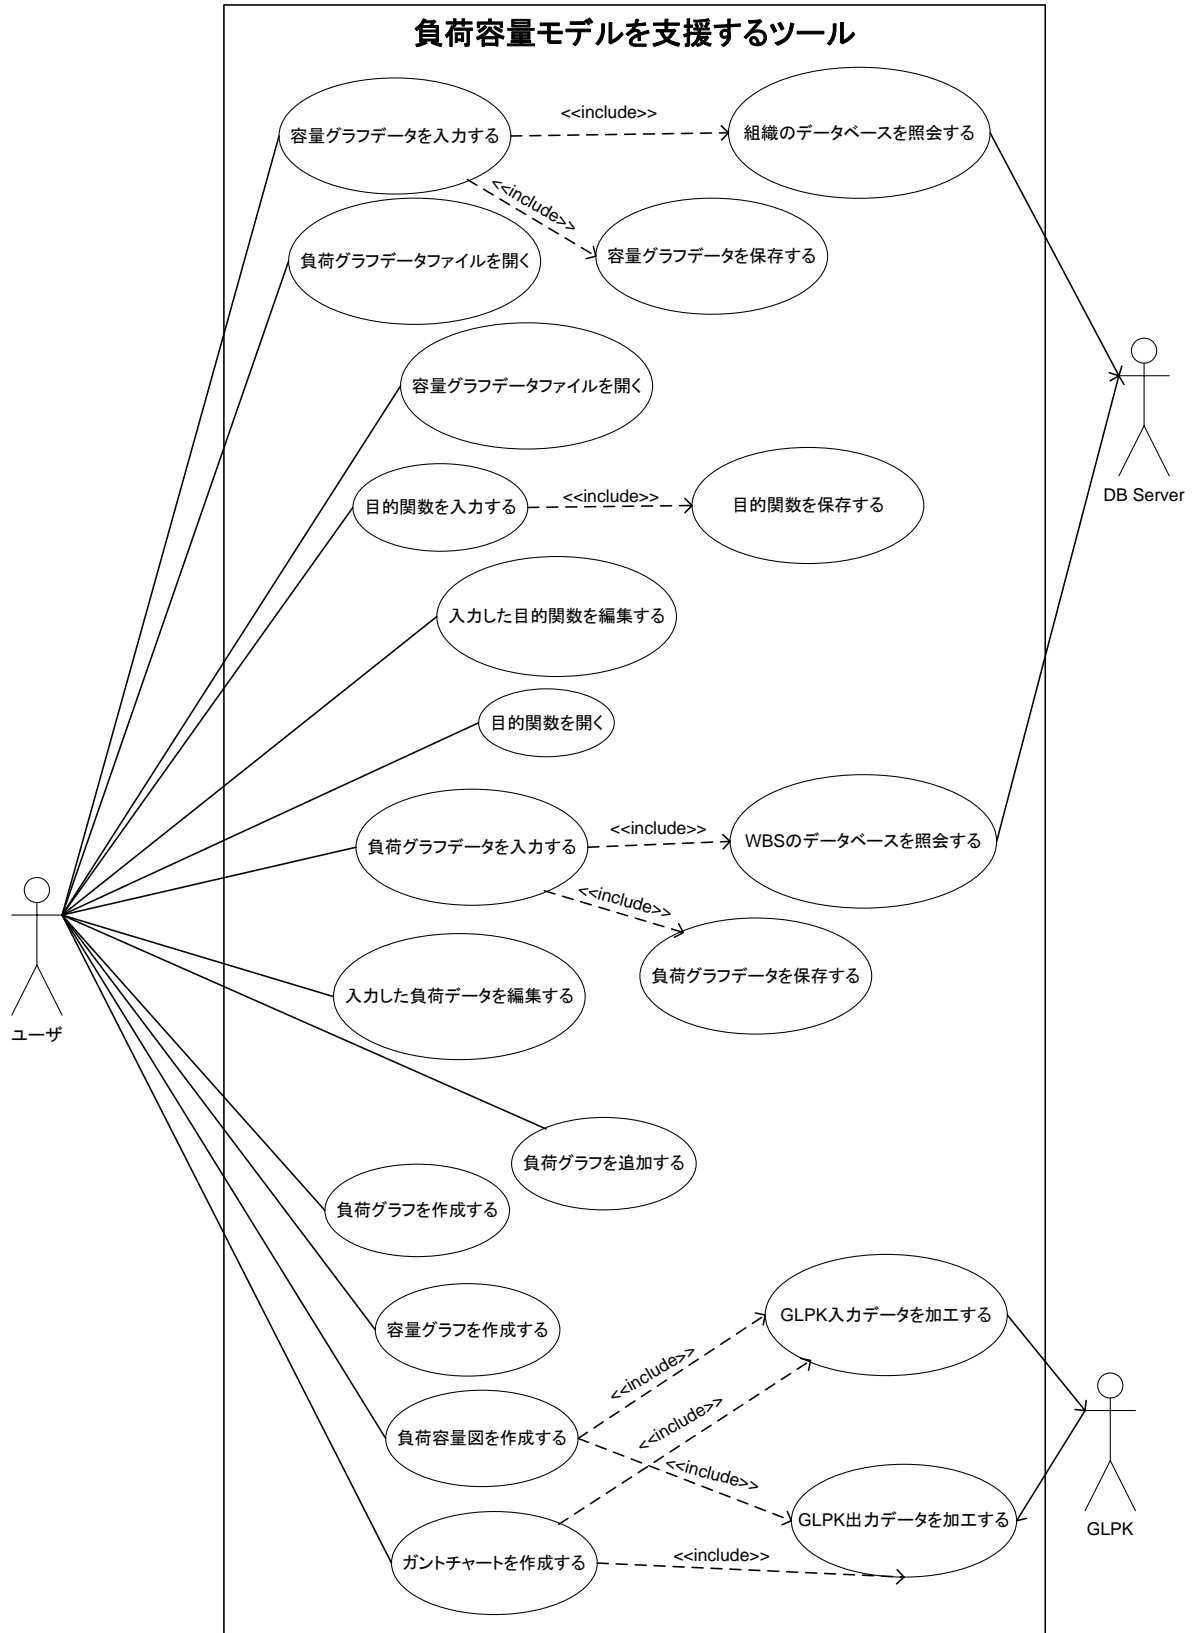 負荷容量モデルを支援するツール
容量グラフデータを入力する
<<include>>
組織のデータベースを照会する
<<include>>
容量グラフデータを保存する
負荷グラフデータファイルを開く
容量グラフデータファイルを開く
DB Server
目的関数を入力する
<<include>>
目的関数を保存する
入力した目的関数を編集する
目的関数を開く
負荷グラフデータを入力する
<<include>>
WBSのデータベースを照会する
<<include>>
負荷グラフデータを保存する
入力した負荷データを編集する
ユーザ
負荷グラフを追加する
負荷グラフを作成する
GLPK入力データを加工する
容量グラフを作成する
<<include>>
<<include>>
負荷容量図を作成する
<<include>>
GLPK出力データを加工する
GLPK
ガントチャートを作成する
<<include>>